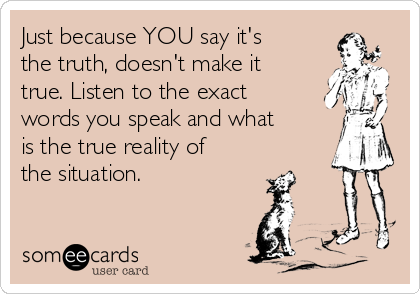 Just because YOU say it's
the truth, doesn't make it
true. Listen to the exact
words you speak and what
is the true reality of
the situation.
someecards
user card